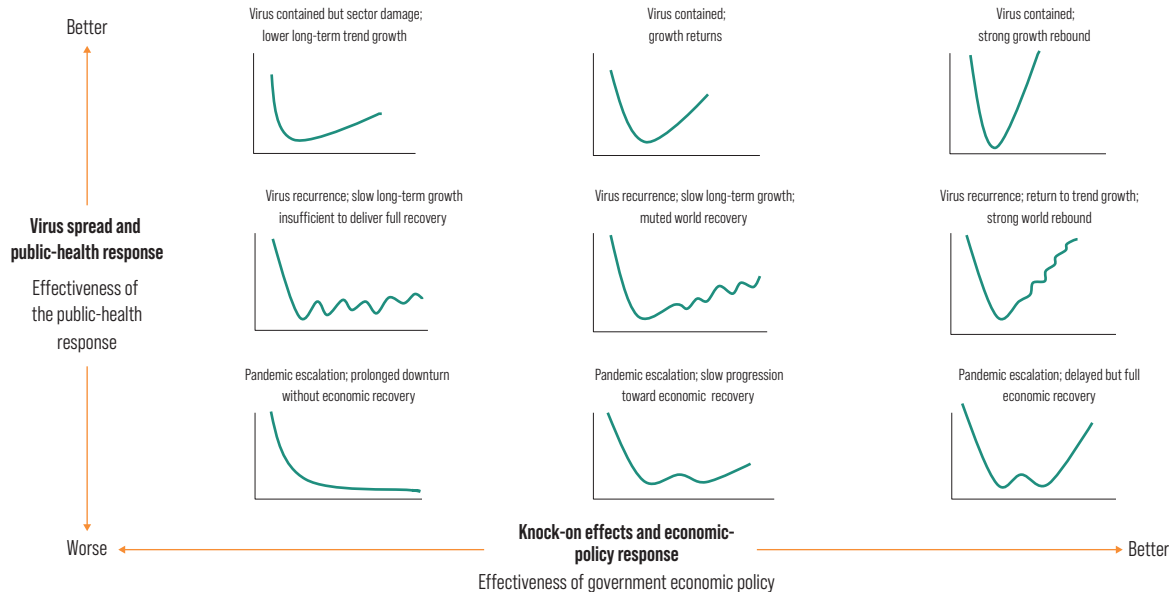 Better
Virus contained but sector damage;
lower long-term trend growth
Virus contained;
growth returns
Virus contained;
strong growth rebound
Virus spread and
public-health response
Effectiveness of
the public-health
response
Virus recurrence; slow long-term growth
insufficient to deliver full recovery
Virus recurrence; slow long-term growth;
muted world recovery
Virus recurrence; return to trend growth;
strong world rebound
Pandemic escalation; prolonged downturn
without economic recovery
Pandemic escalation; slow progression
toward economic recovery
Pandemic escalation; delayed but full
economic recovery
Worse
Knock-on effects and economic-
policy response
Effectiveness of government economic policy
Better